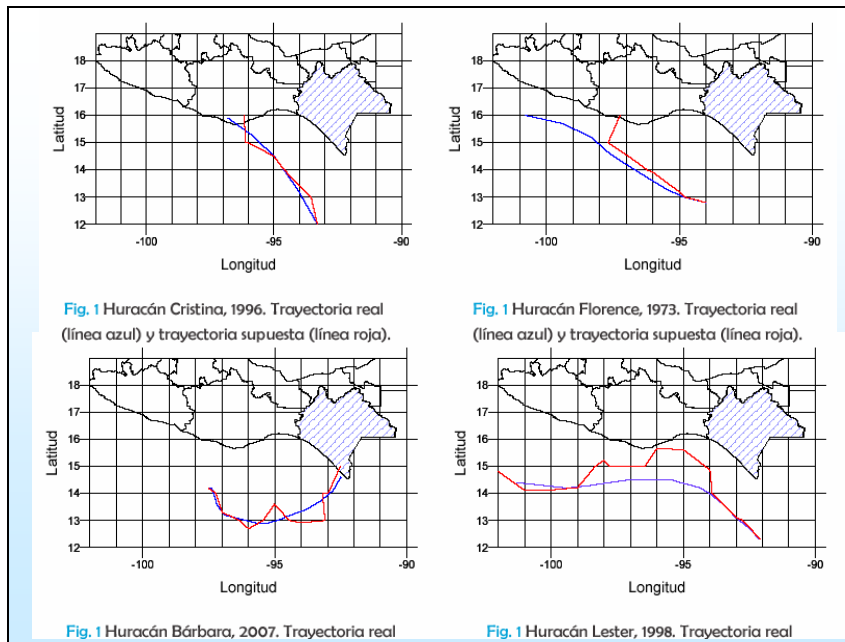 18
17
16
15
14
13
12
Latitud
-100 -95 -90
Longitud
Fig. 1 Huracán Cristina, 1996. Trayectoria real
(línea azul) y trayectoria supuesta (línea roja).
18
17
16
15
14
13
12
Latitud
-100 -95 -90
Longitud
Fig. 1 Huracán Florence, 1973. Trayectoria real
(línea azul) y trayectoria supuesta (línea roja).
18
17
16
15
14
13
12
Latitud
-100 -95 -90
Longitud
Fig. 1 Huracán Bárbara, 2007. Trayectoria real
18
17
16
15
14
13
12
Latitud
-100 -95 -90
Longitud
Fig. 1 Huracán Lester, 1998. Trayectoria real